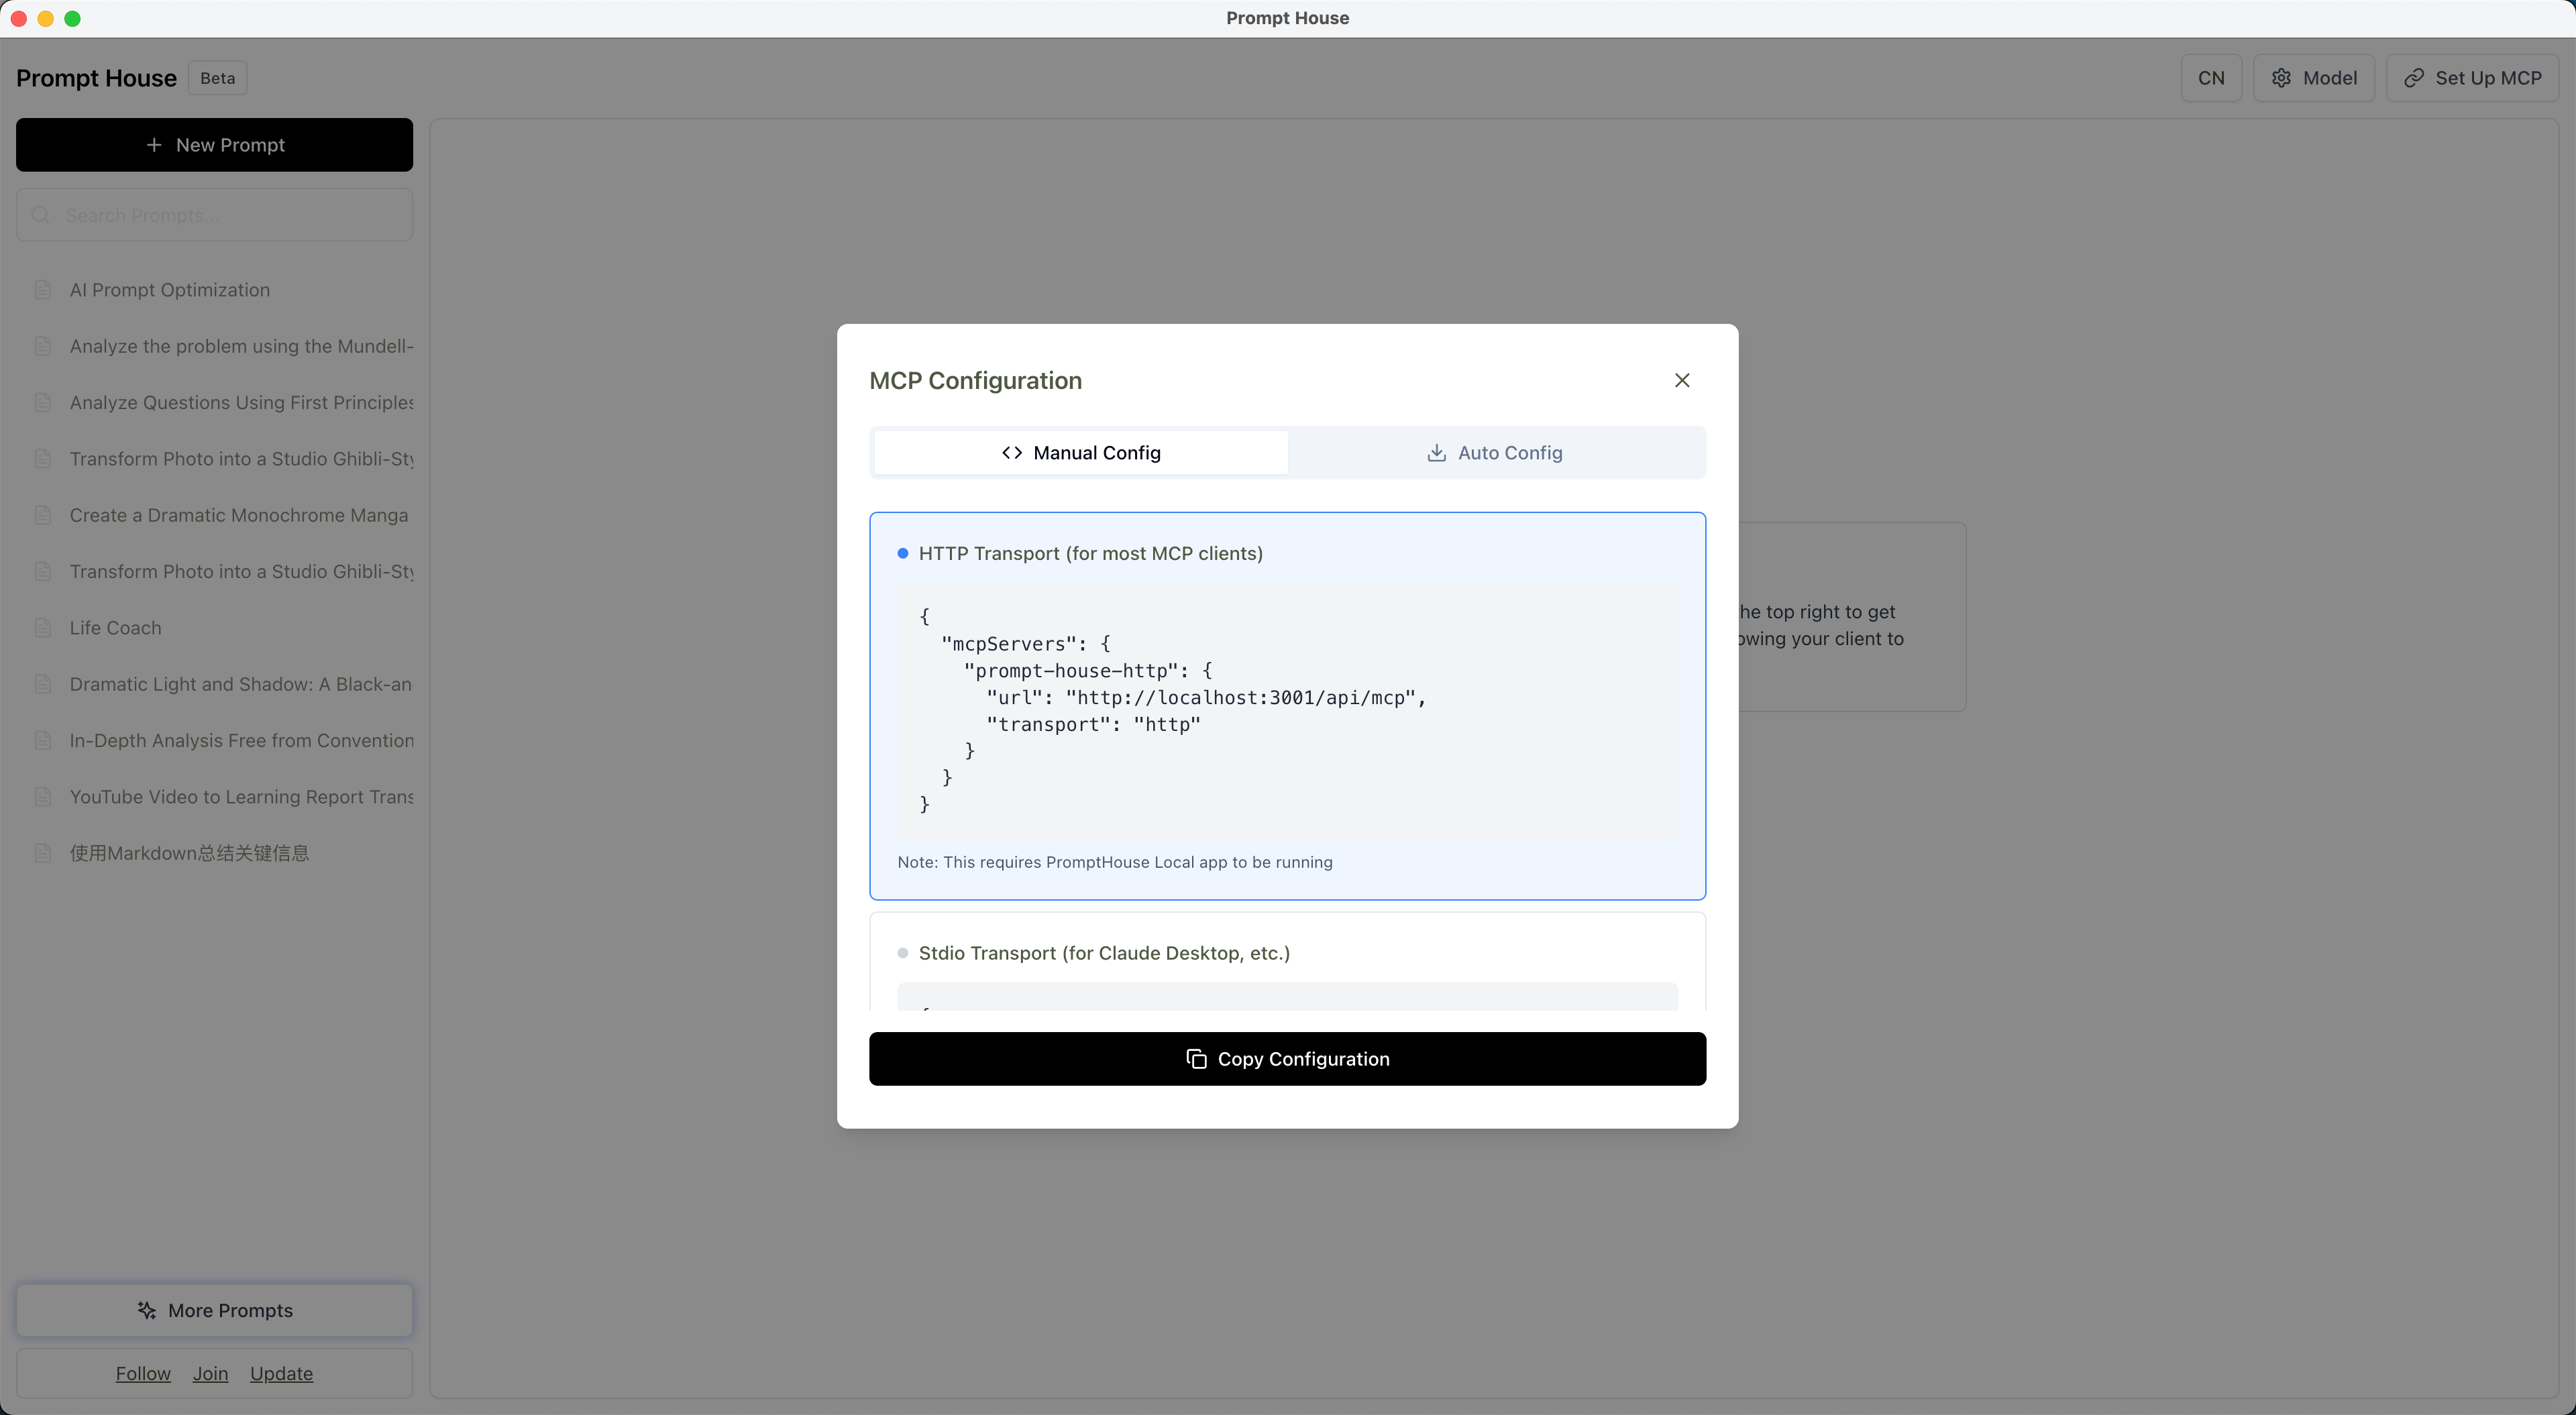 Prompt House
Prompt House
Beta
CN
Model
Set Up MCP
New Prompt
Search Prompts...
AI Prompt Optimization
Analyze the problem using the Mundell-
Analyze Questions Using First Principles
Transform Photo into a Studio Ghibli-Sty
Create a Dramatic Monochrome Manga
Transform Photo into a Studio Ghibli-Sty
Life Coach
Dramatic Light and Shadow: A Black-an
In-Depth Analysis Free from Convention
YouTube Video to Learning Report Trans
使用Markdown总结关键信息
More Prompts
Follow Join Update
he top right to get
owing your client to
MCP Configuration
Manual Config
Auto Config
HTTP Transport (for most MCP clients)
{
  "mcpServers": {
    "prompt-house-http": {
      "url": "http://localhost:3001/api/mcp",
      "transport": "http"
    }
  }
}
Note: This requires PromptHouse Local app to be running
Stdio Transport (for Claude Desktop, etc.)
Copy Configuration